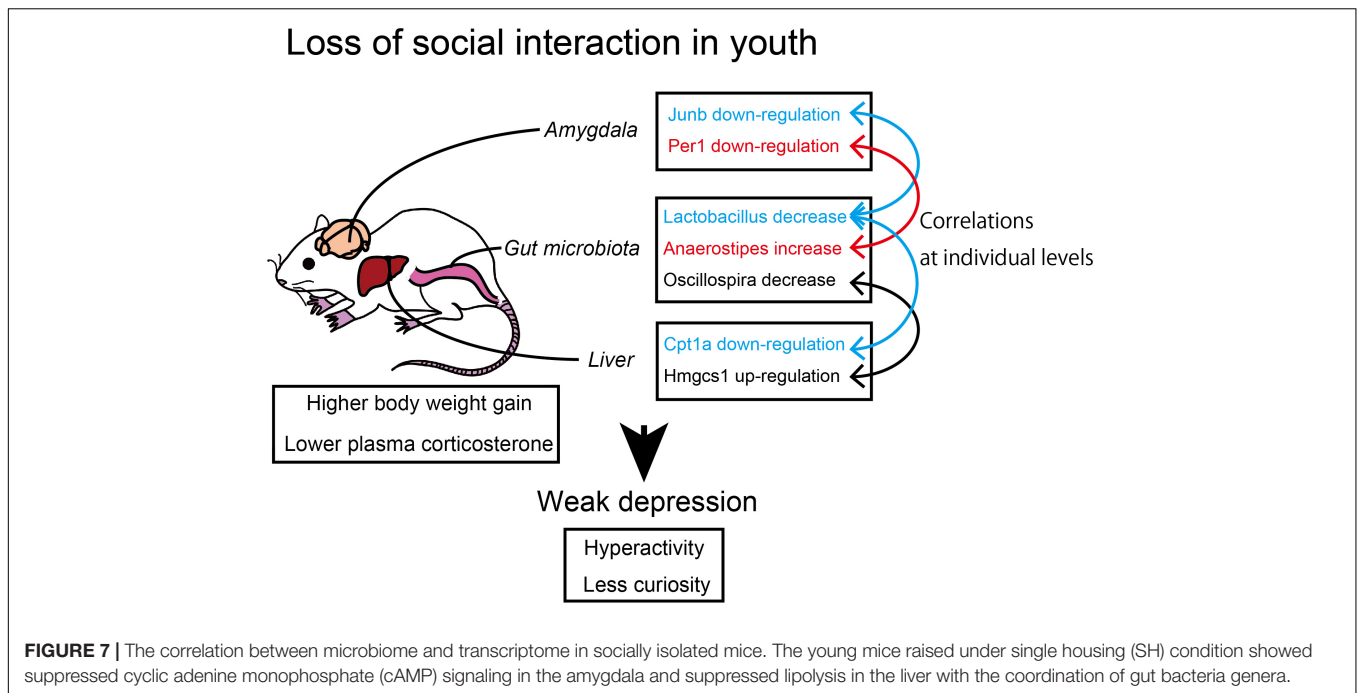 Loss of social interaction in youth
Amygdala
Junb down-regulation
Per1 down-regulation
Gut microbiota
Lactobacillus decrease
Anaerostipes increase
Oscillospira decrease
Correlations
at individual levels
Liver
Cpt1a down-regulation
Hmgcs1 up-regulation
Higher body weight gain
Lower plasma corticosterone
Weak depression
Hyperactivity
Less curiosity
FIGURE 7 | The correlation between microbiome and transcriptome in socially isolated mice. The young mice raised under single housing (SH) condition showed
suppressed cyclic adenine monophosphate (cAMP) signaling in the amygdala and suppressed lipolysis in the liver with the coordination of gut bacteria genera.